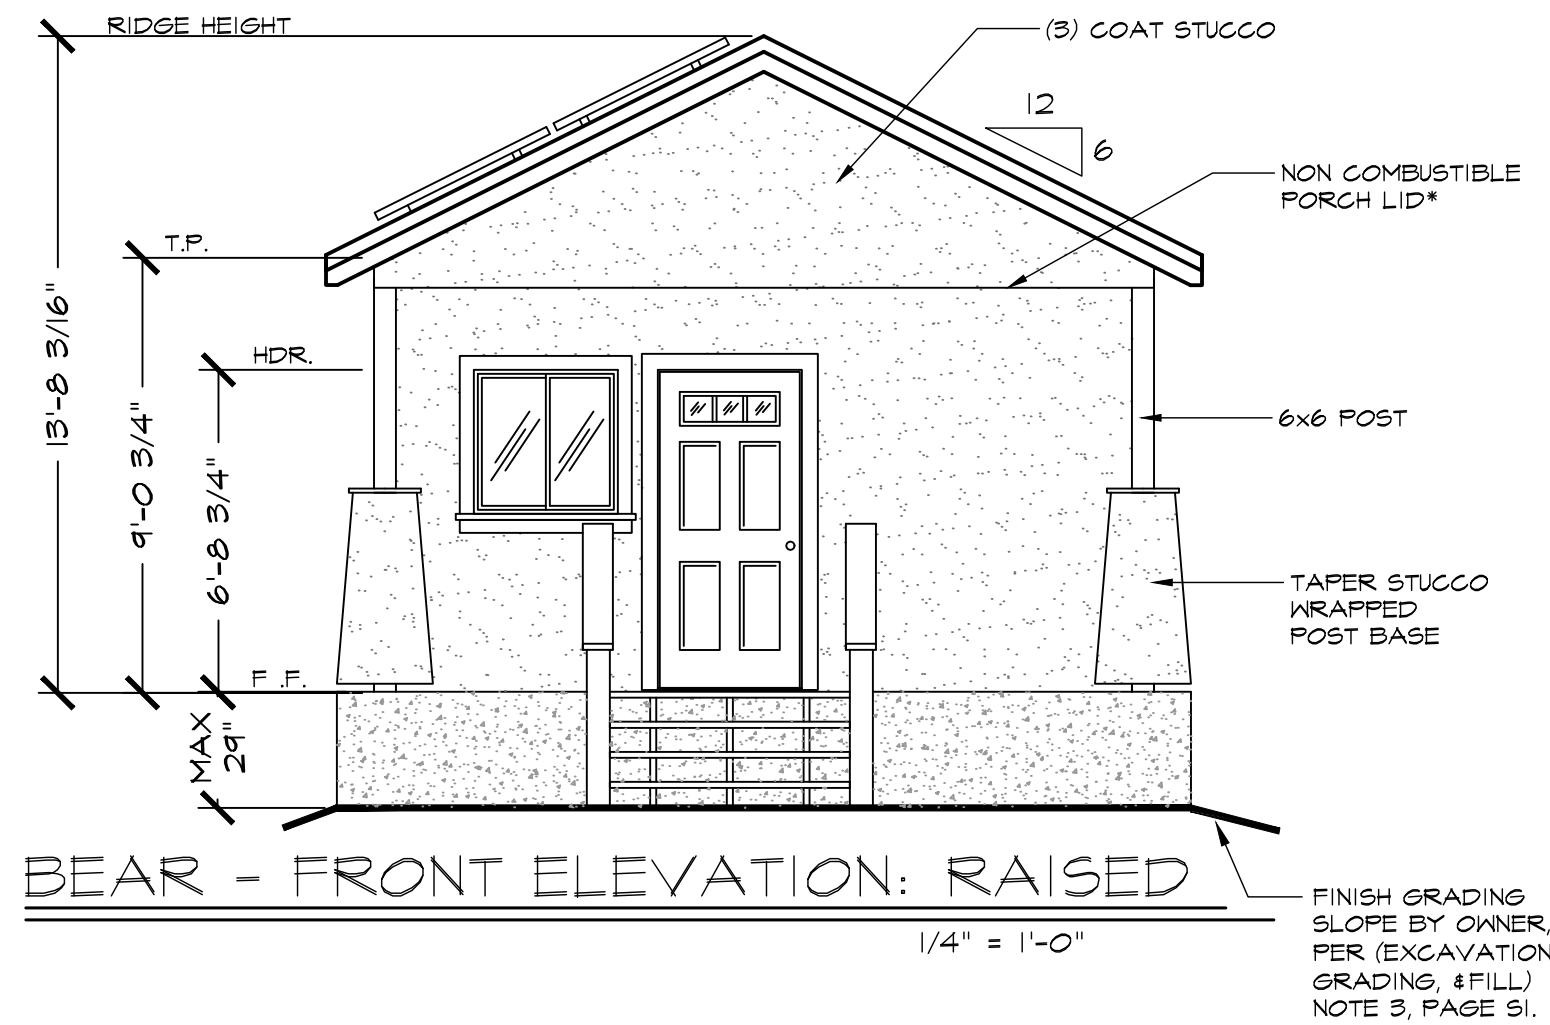 RIDGE HEIGHT
(3) COAT STUCCO
12
6
NON COMBUSTIBLE
PORCH LID*
T.P.
HDR.
13'-8 3/16"
9'-0 3/4"
6'-8 3/4"
6x6 POST
TAPER STUCCO
WRAPPED
POST BASE
F .F.
MAX
29"
BEAR - FRONT ELEVATION: RAISED
1/4" = 1'-0"
FINISH GRADING
SLOPE BY OWNER,
PER (EXCAVATION
GRADING, &FILL)
NOTE 3, PAGE S1.